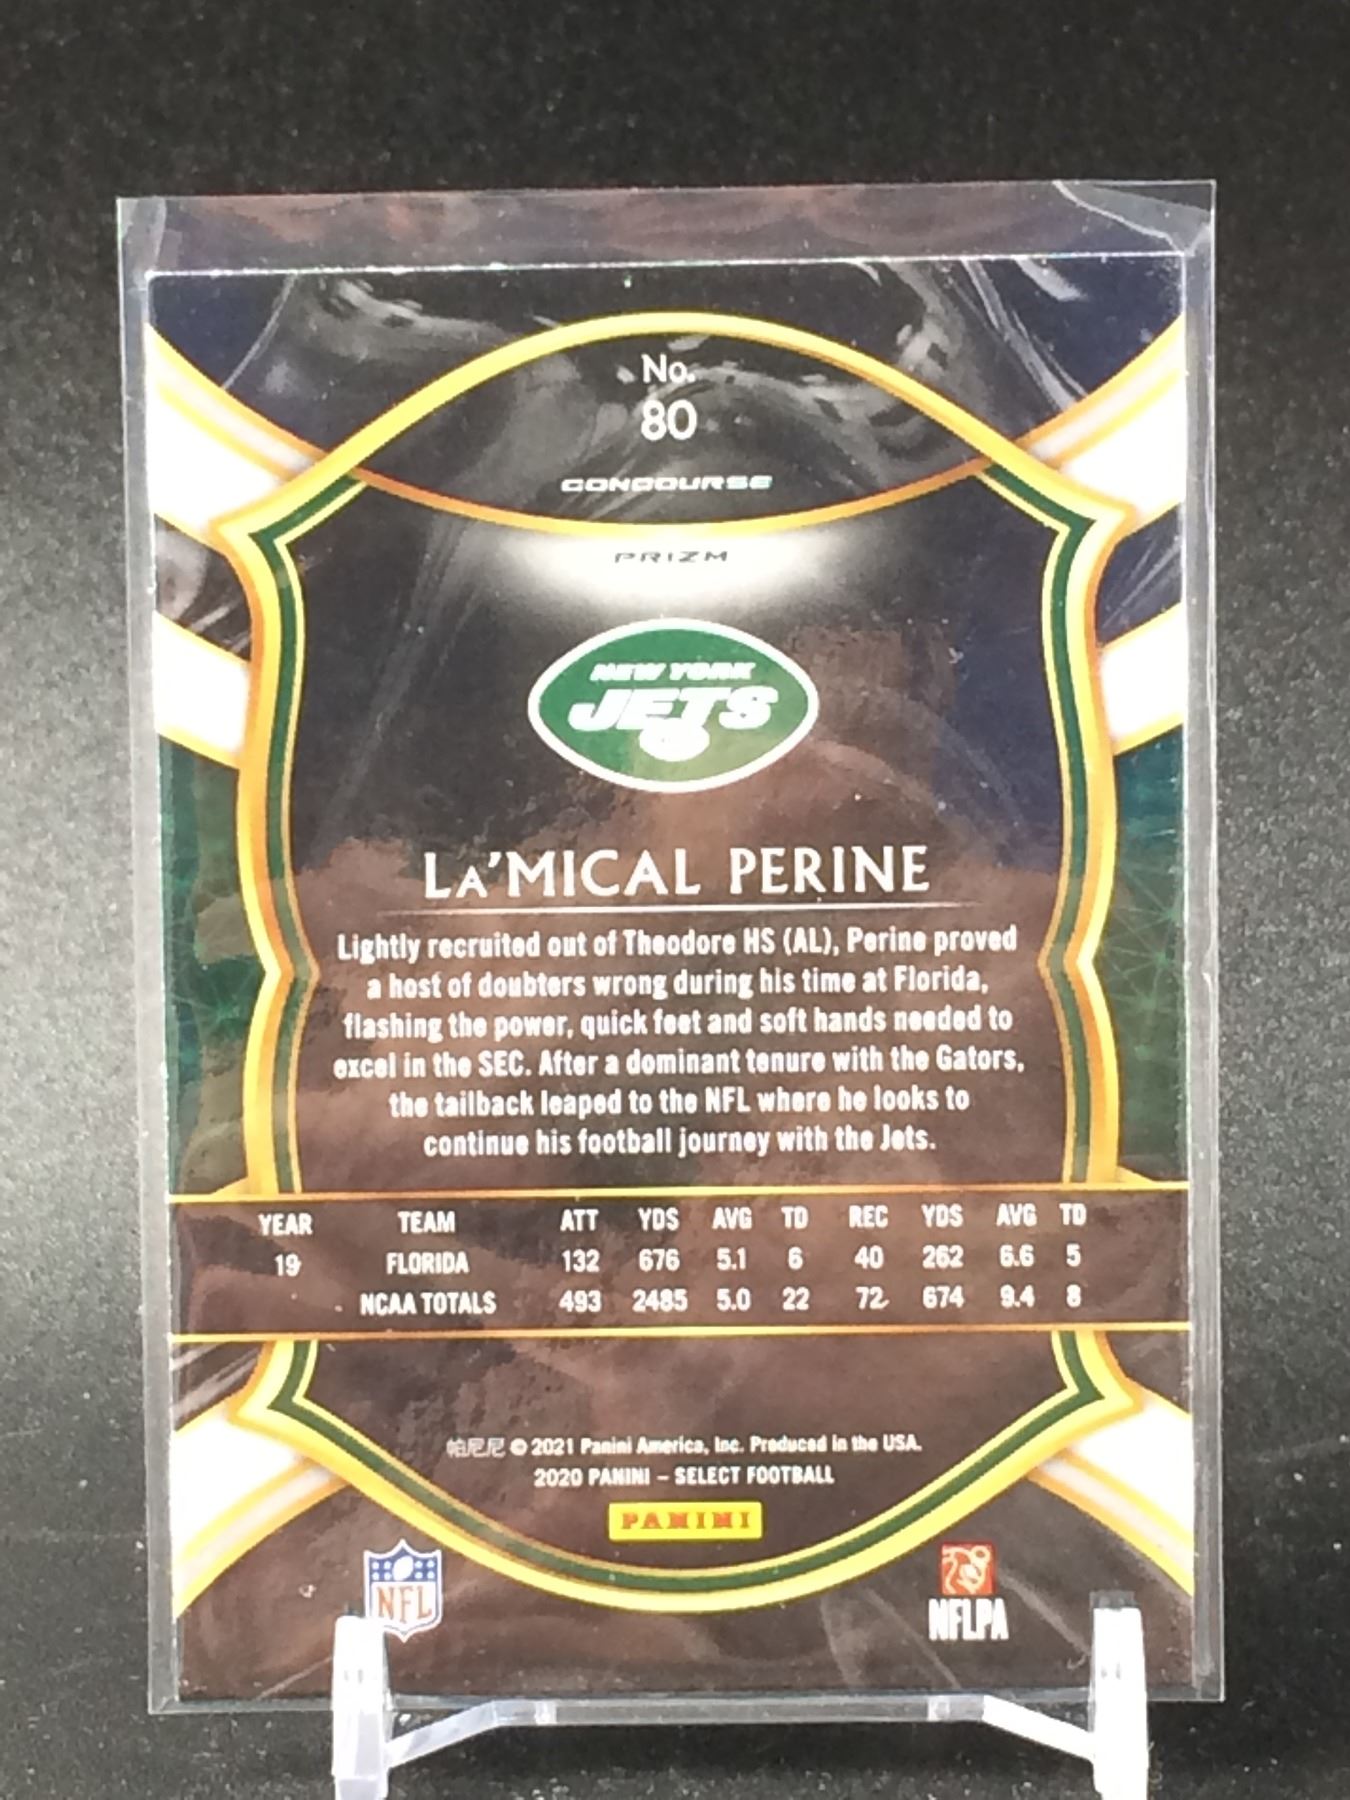 No.
80
CONCOURSE
PRIZM
NEW YORK
JETS
LA'MICAL PERINE
Lightly recruited out of Theodore HS (AL), Perine proved
a host of doubters wrong during his time at Florida,
flashing the power, quick feet and soft hands needed to
excel in the SEC. After a dominant tenure with the Gators,
the tailback leaped to the NFL where he looks to
continue his football journey with the Jets.
YEAR TEAM ATT YDS AVG TD REC YDS AVG TD
19 FLORIDA 132 676 5.1 6 40 262 6.6 5
NCAA TOTALS 493 2485 5.0 22 72 674 9.4 8
帕尼尼 © 2021 Panini America, Inc. Produced in the USA.
2020 PANINI – SELECT FOOTBALL
PANINI
NFL
NFLPA